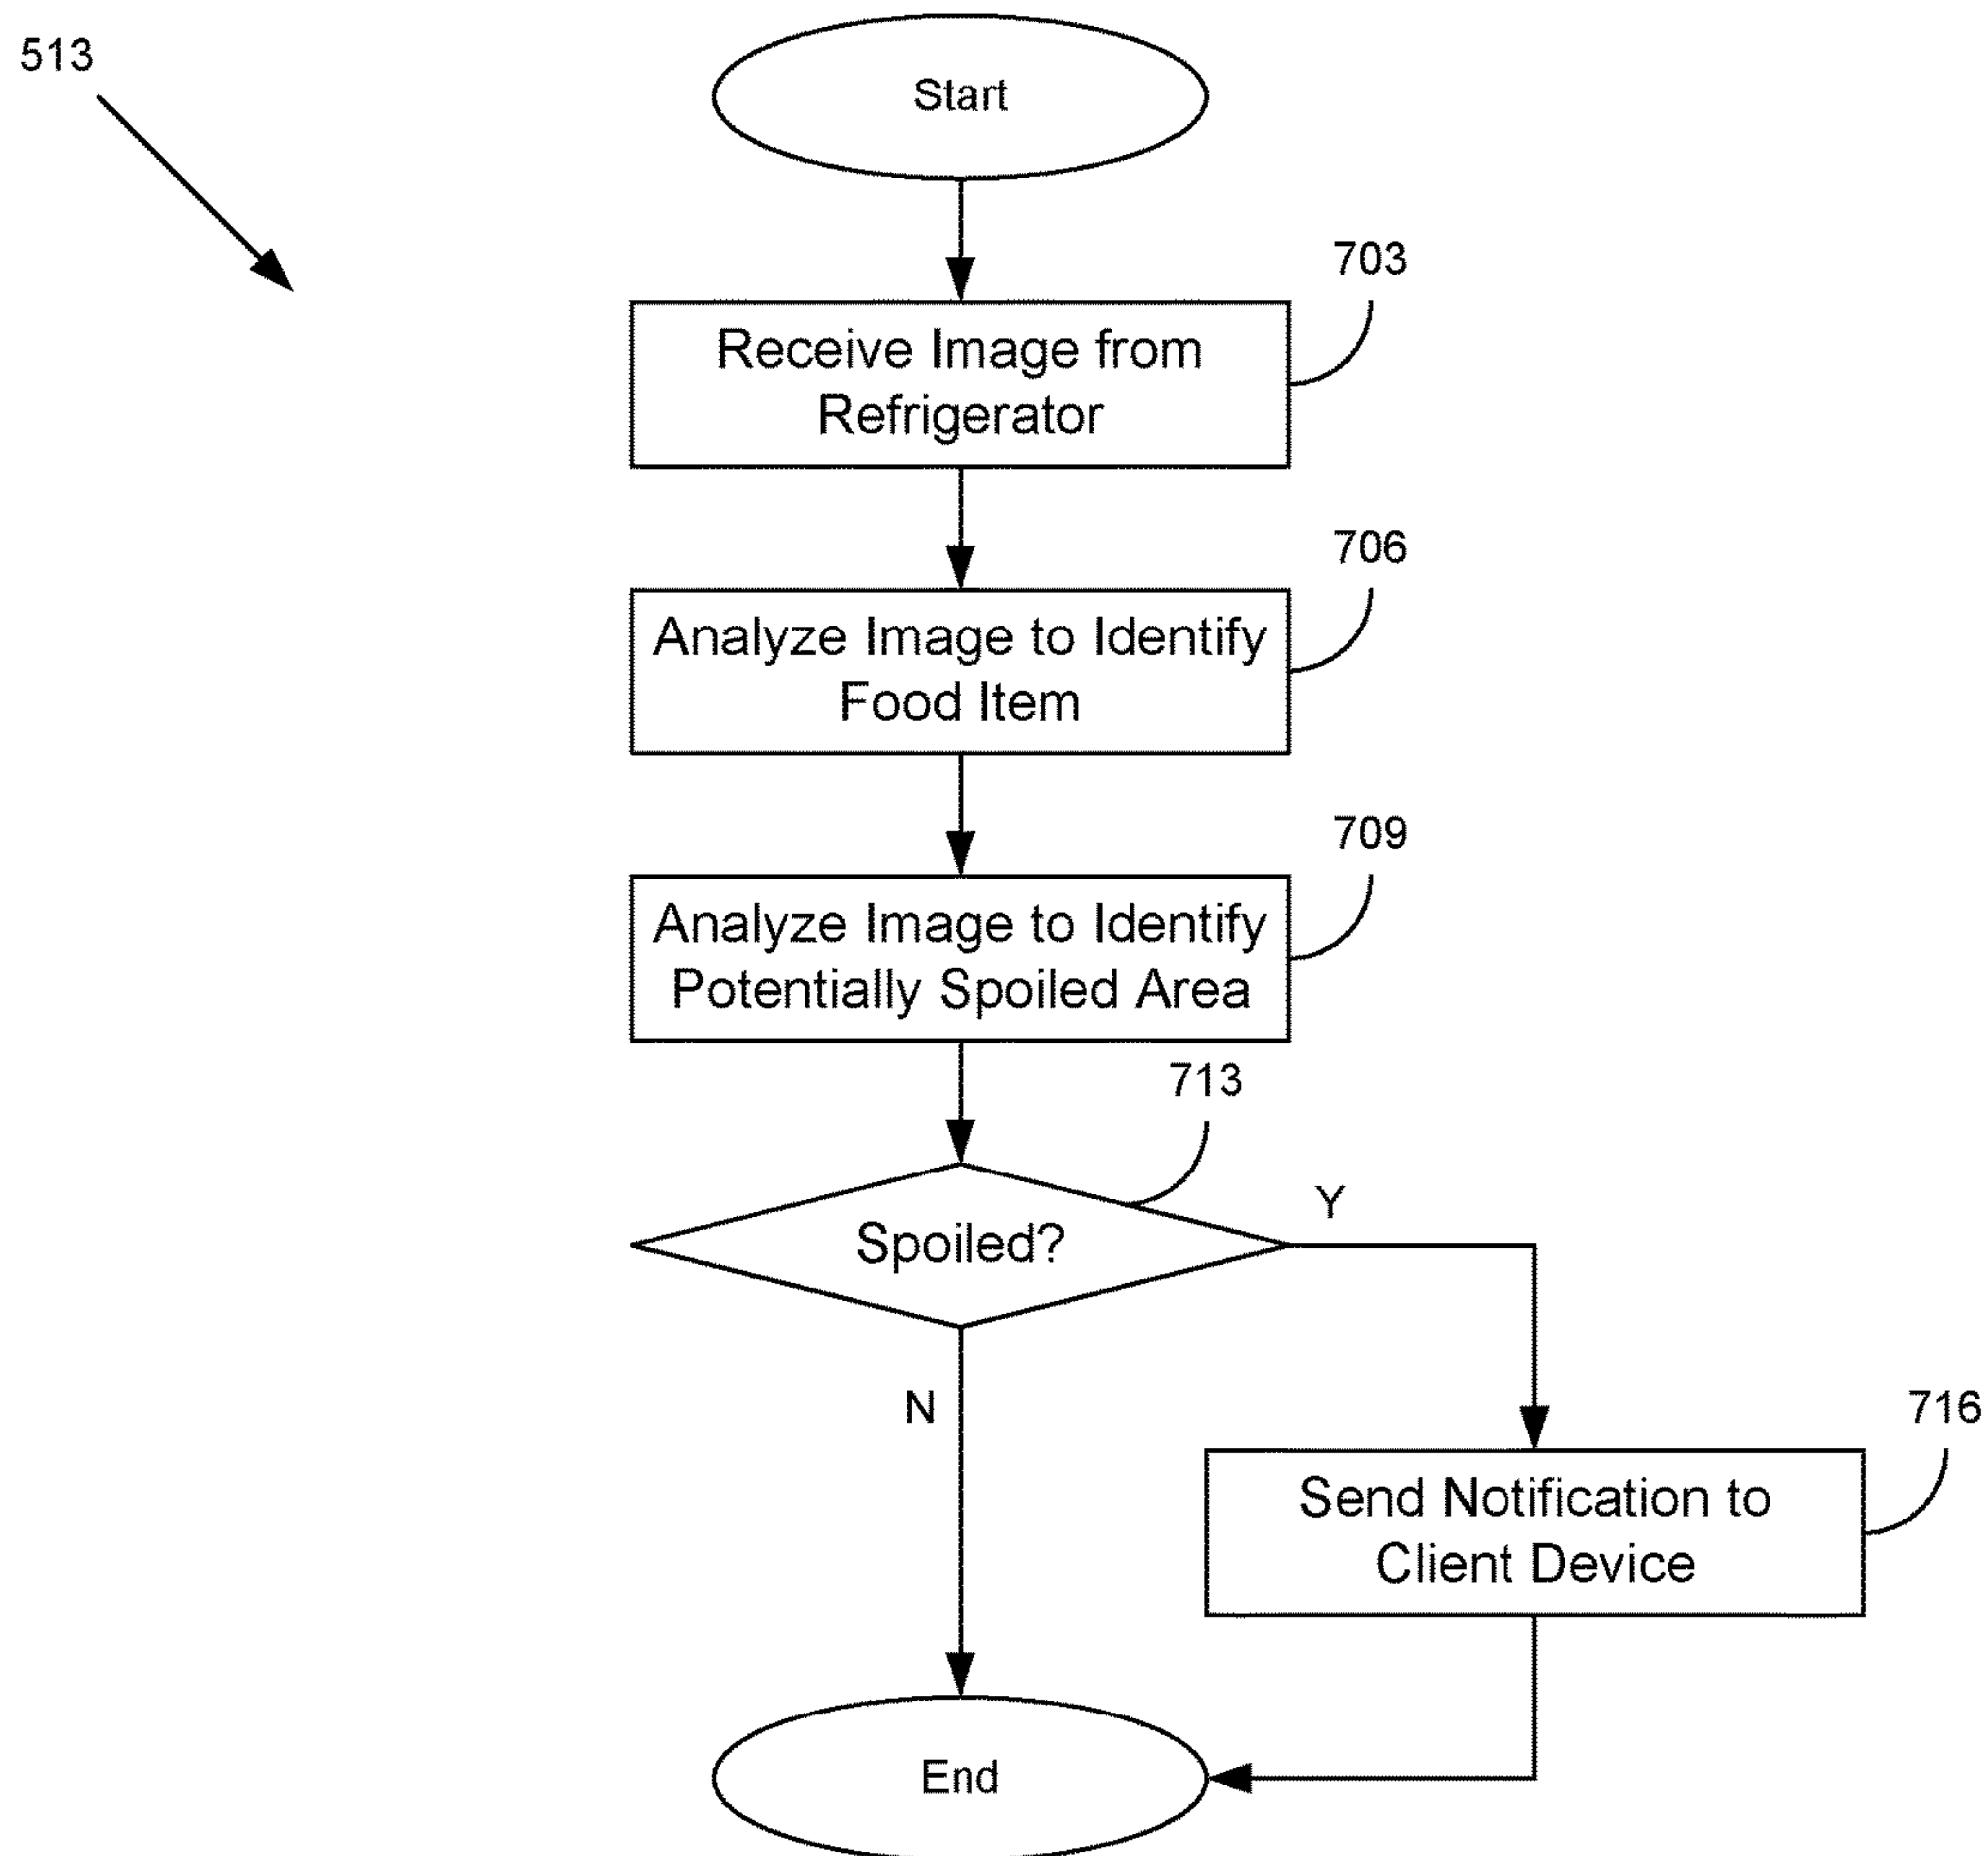 513
Start
703
Receive Image from
Refrigerator
706
Analyze Image to Identify
Food Item
709
Analyze Image to Identify
Potentially Spoiled Area
713
Spoiled?
Y
N
716
Send Notification to
Client Device
End